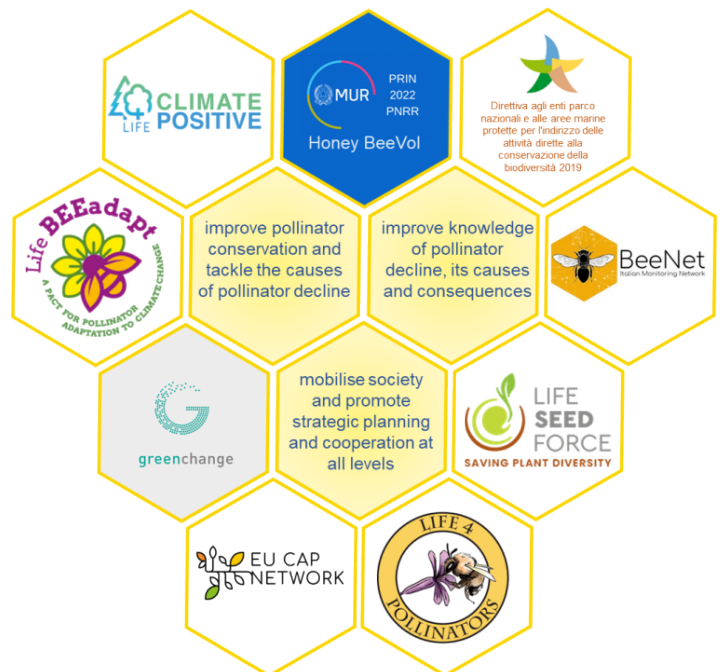 CLIMATE
LIFE POSITIVE
MUR
PRIN
2022
PNRR
Honey BeeVol
Direttiva agli enti parco
nazionali e alle aree marine
protette per l'indirizzo delle
attività dirette alla
conservazione della
biodiversità 2019
Life BEEadapt
A PACT FOR POLLINATOR
ADAPTATION TO CLIMATE CHANGE
improve pollinator
conservation and
tackle the causes
of pollinator decline
improve knowledge
of pollinator
decline, its causes
and consequences
BeeNet
Italian Monitoring Network
greenchange
mobilise society
and promote
strategic planning
and cooperation at
all levels
LIFE
SEED
FORCE
SAVING PLANT DIVERSITY
EU CAP
NETWORK
LIFE 4
POLLINATORS